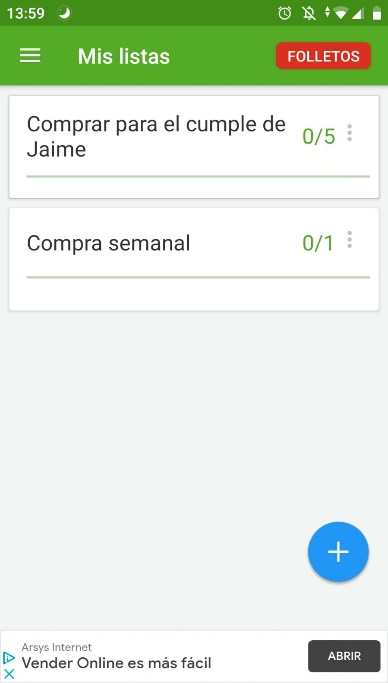 13:59
Mis listas
FOLLETOS
Comprar para el cumple de
Jaime
0/5
Compra semanal
0/1
Arsys Internet
Vender Online es más fácil
ABRIR